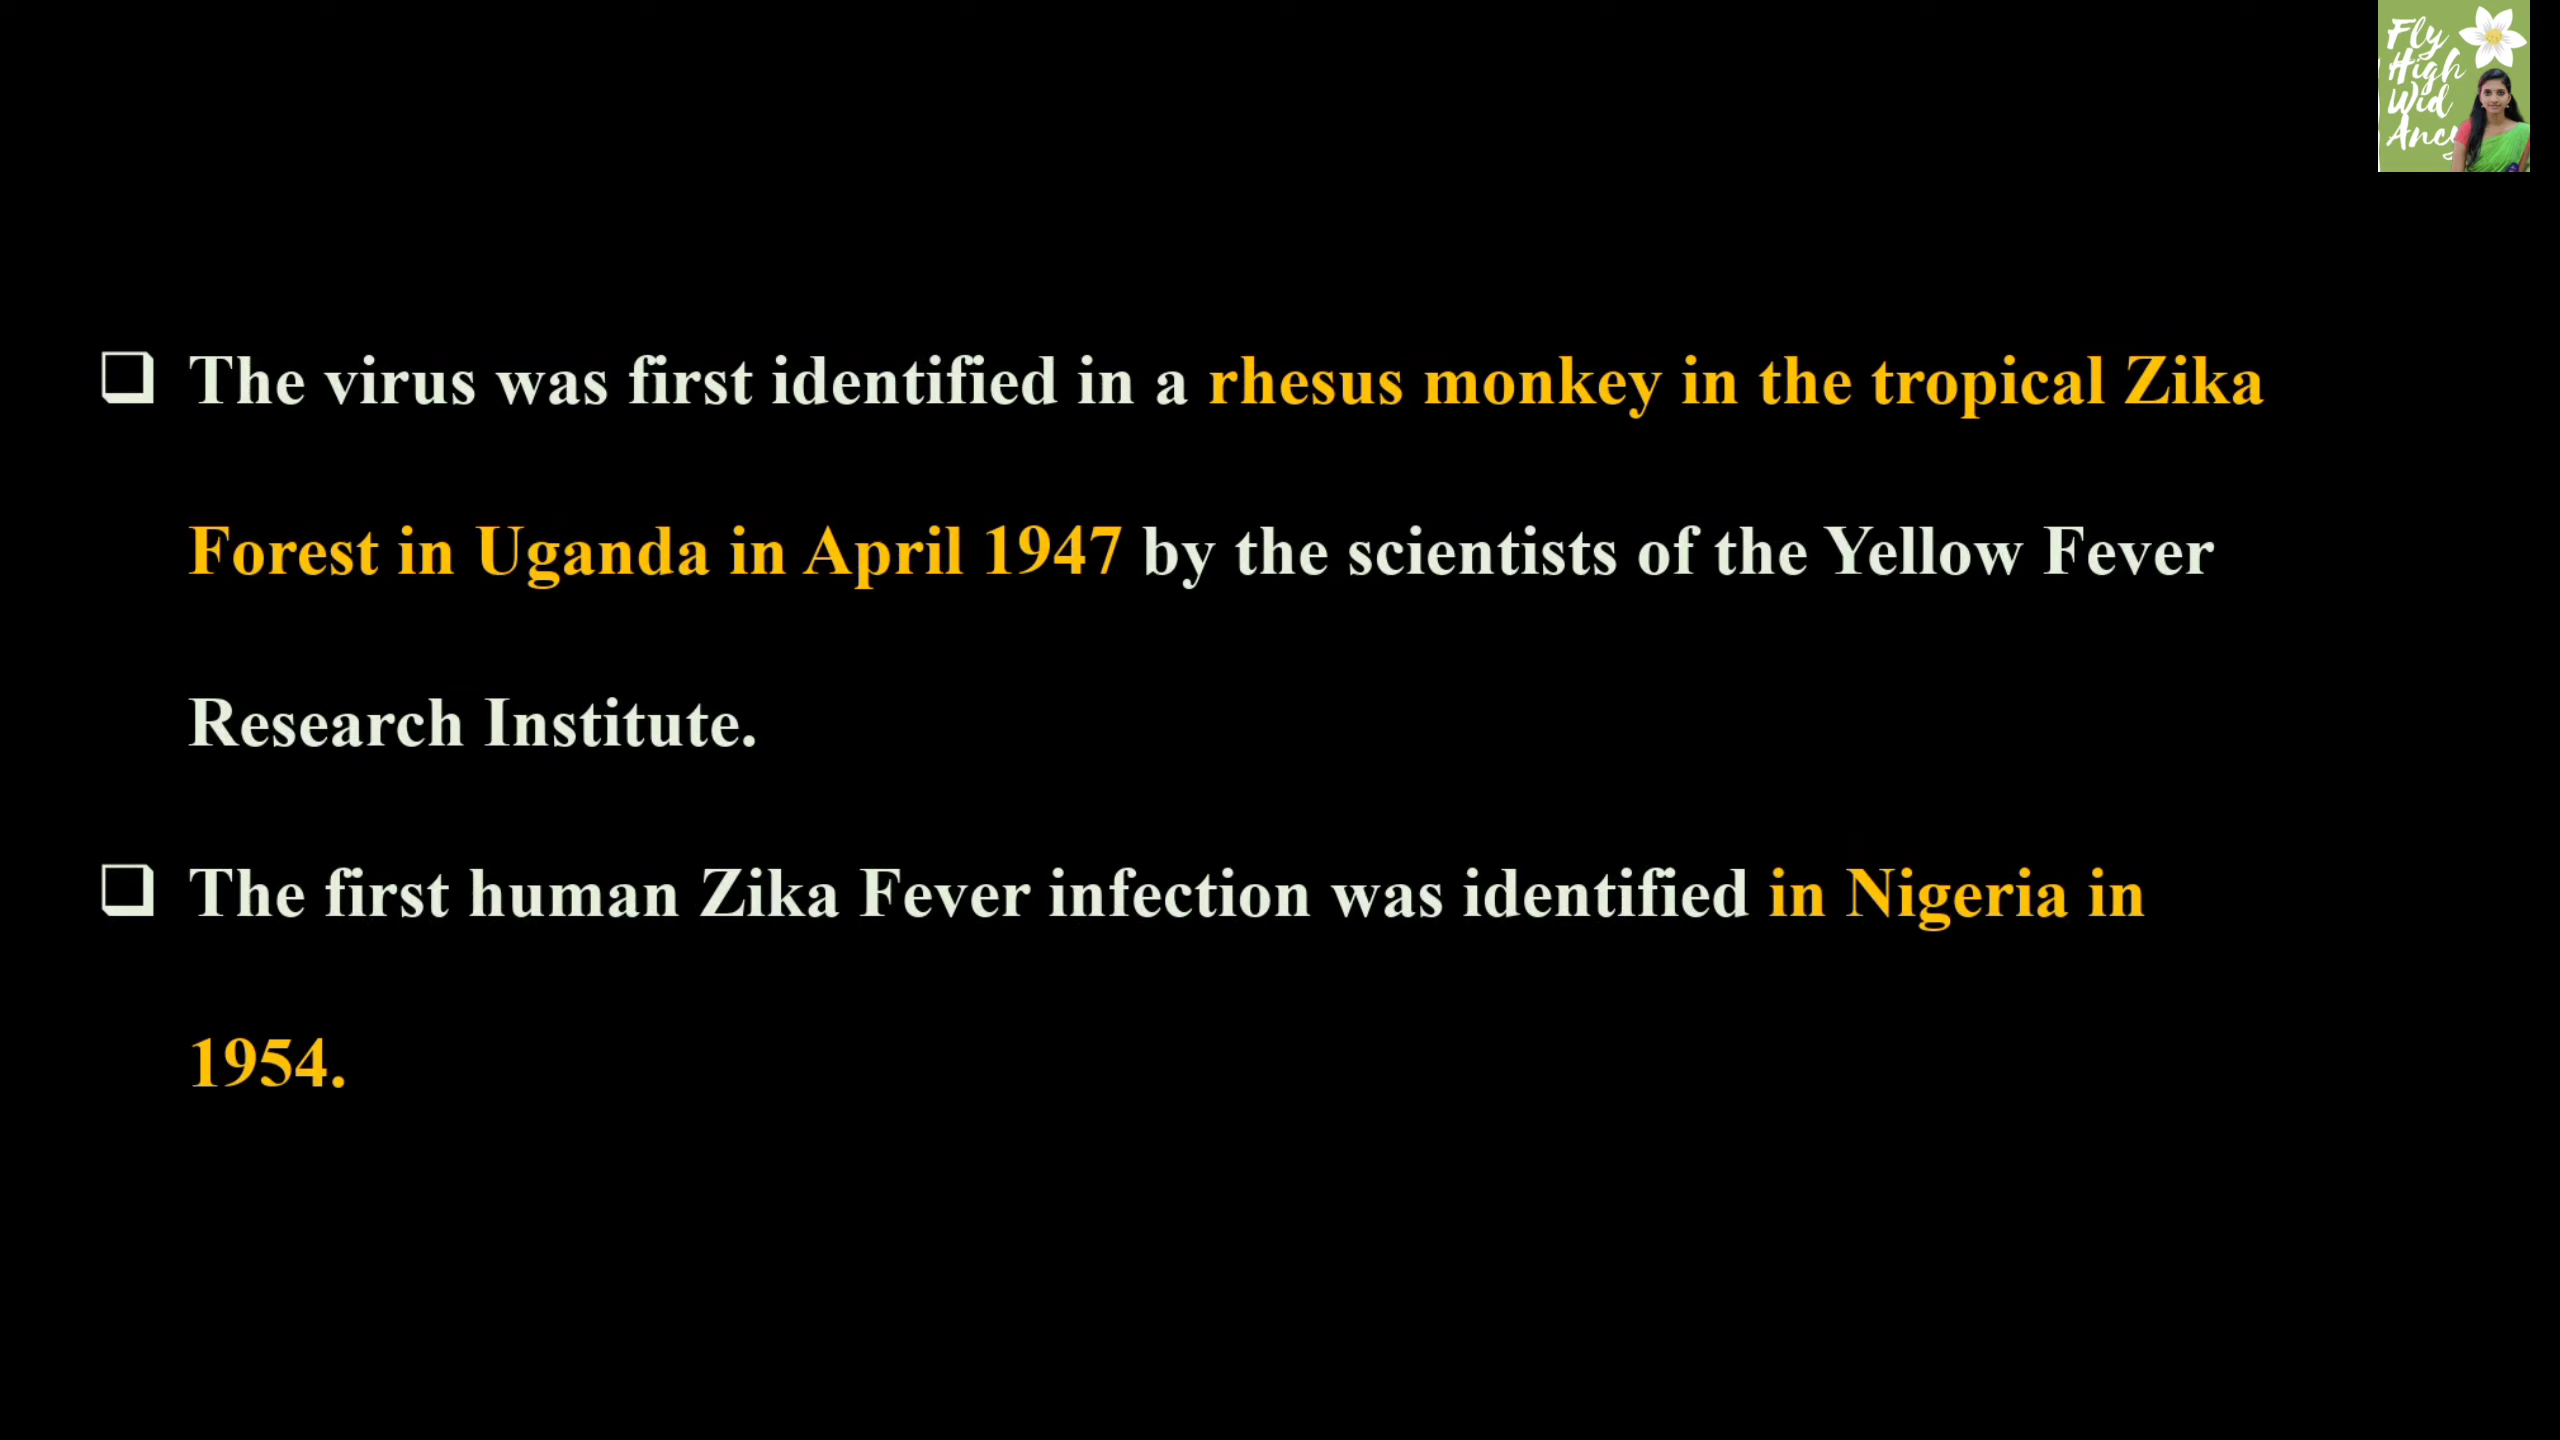 Fly
High
Wid
Ancy
❑ The virus was first identified in a rhesus monkey in the tropical Zika
Forest in Uganda in April 1947 by the scientists of the Yellow Fever
Research Institute.
❑ The first human Zika Fever infection was identified in Nigeria in
1954.